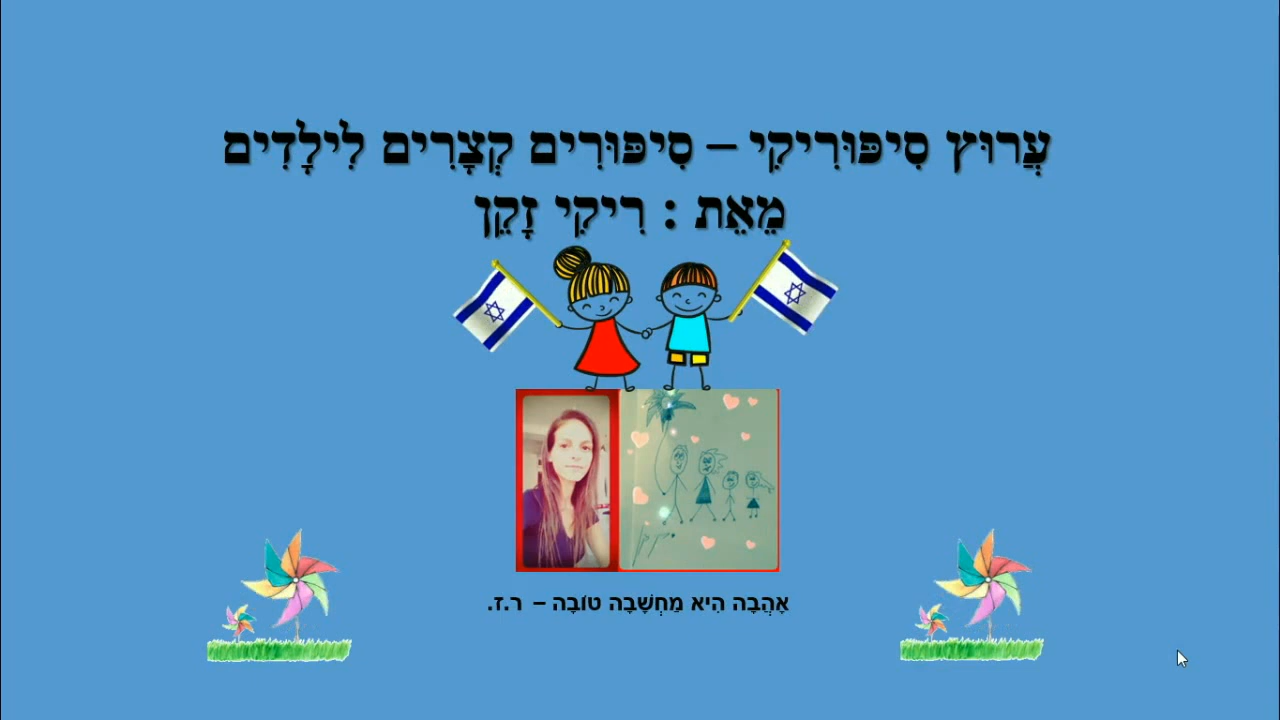 עֲרוּץ סִיפּוּרִיקִי – סִיפּוּרִים קְצָרִים לִילָדִים
מֵאֵת : רִיקִי זָקֵן
אַהֲבָה הִיא מַחְשָׁבָה טוֹבָה – ר.ז.